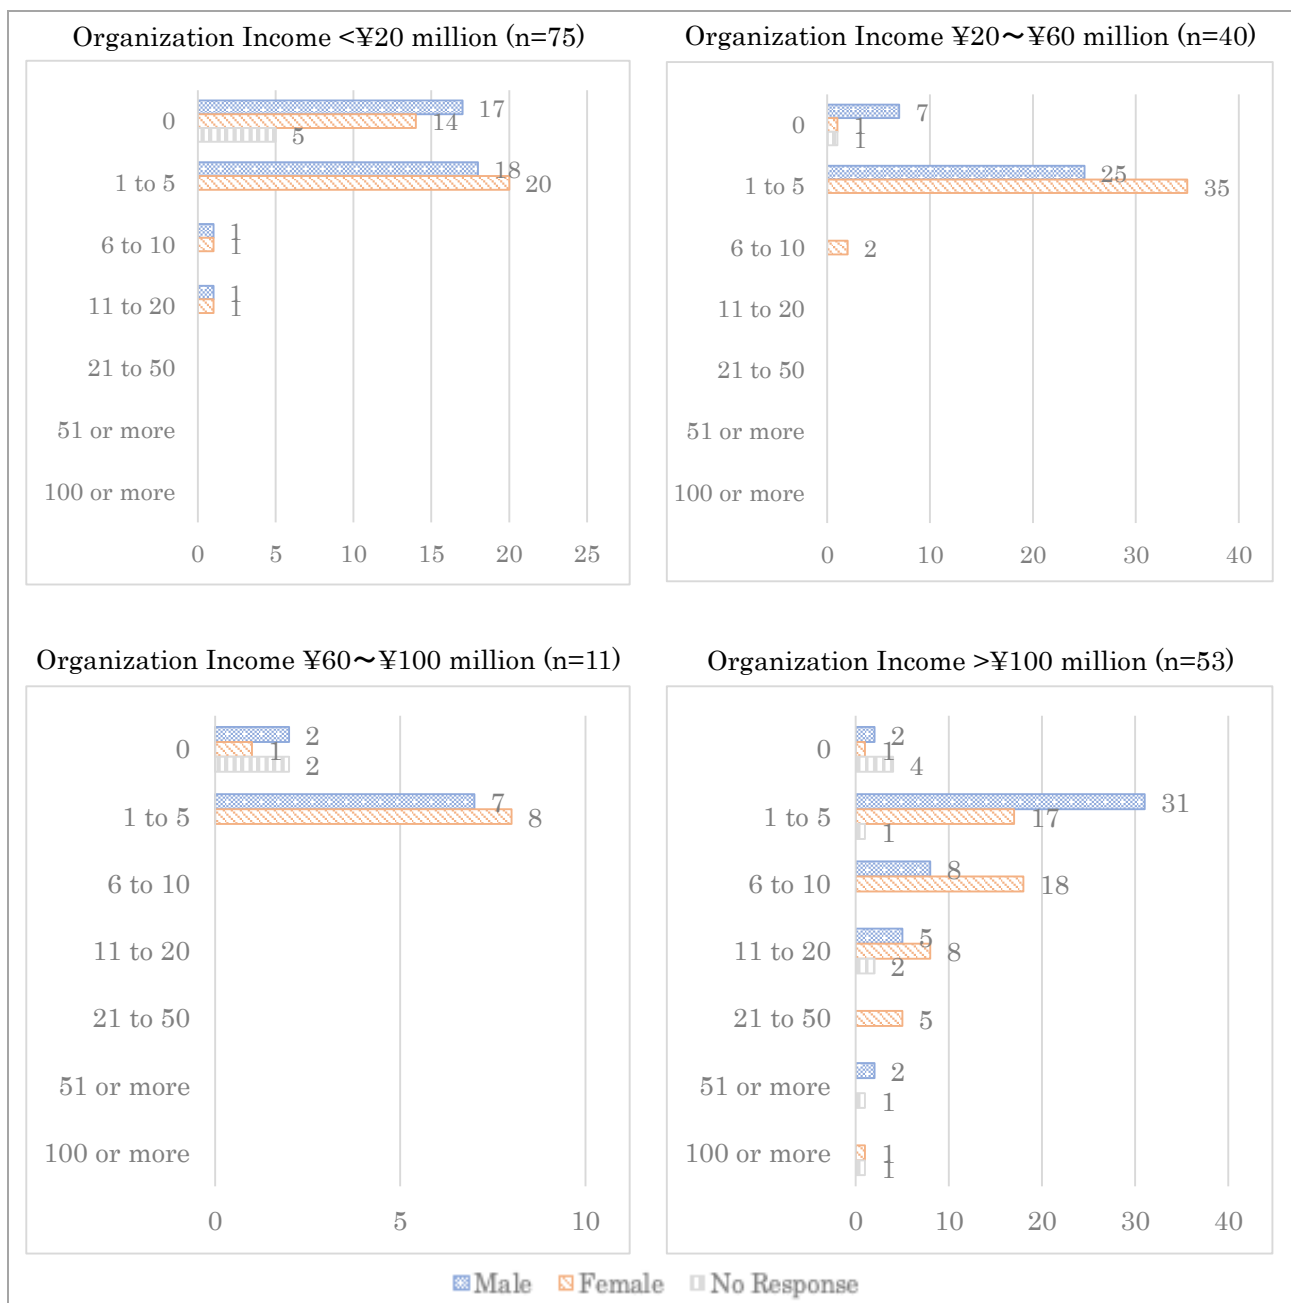 Organization Income <¥20 million (n=75)
0
17
14
5
1 to 5
18
20
6 to 10
1
1
11 to 20
1
1
21 to 50
51 or more
100 or more
0 5 10 15 20 25
Organization Income ¥20～¥60 million (n=40)
0
7
1
1
1 to 5
25
35
6 to 10
2
11 to 20
21 to 50
51 or more
100 or more
0 10 20 30 40
Organization Income ¥60～¥100 million (n=11)
0
2
1
2
1 to 5
7
8
6 to 10
11 to 20
21 to 50
51 or more
100 or more
0 5 10
Organization Income >¥100 million (n=53)
0
2
1
4
1 to 5
31
17
1
6 to 10
8
18
11 to 20
5
8
2
21 to 50
5
51 or more
2
1
100 or more
1
1
0 10 20 30 40
Male Female No Response